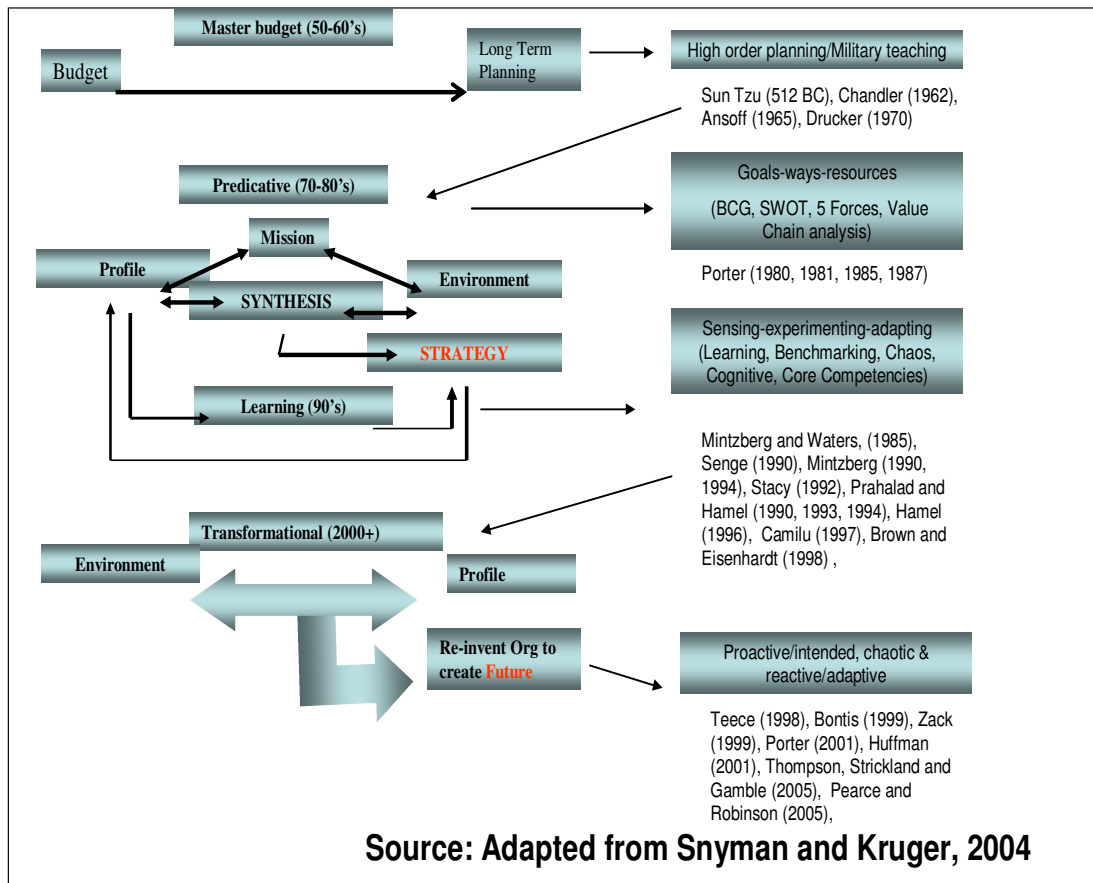 Master budget (50-60's)
Budget
Long Term
Planning
High order planning/Military teaching
Sun Tzu (512 BC), Chandler (1962),
Ansoff (1965), Drucker (1970)
Predicative (70-80's)
Goals-ways-resources
(BCG, SWOT, 5 Forces, Value
Chain analysis)
Mission
Profile
Environment
Porter (1980, 1981, 1985, 1987)
SYNTHESIS
STRATEGY
Sensing-experimenting-adapting
(Learning, Benchmarking, Chaos,
Cognitive, Core Competencies)
Learning (90's)
Mintzberg and Waters, (1985),
Senge (1990), Mintzberg (1990,
1994), Stacy (1992), Prahalad and
Hamel (1990, 1993, 1994), Hamel
(1996), Camilu (1997), Brown and
Eisenhardt (1998) ,
Transformational (2000+)
Environment
Profile
Re-invent Org to
create Future
Proactive/intended, chaotic &
reactive/adaptive
Teece (1998), Bontis (1999), Zack
(1999), Porter (2001), Huffman
(2001), Thompson, Strickland and
Gamble (2005), Pearce and
Robinson (2005),
Source: Adapted from Snyman and Kruger, 2004